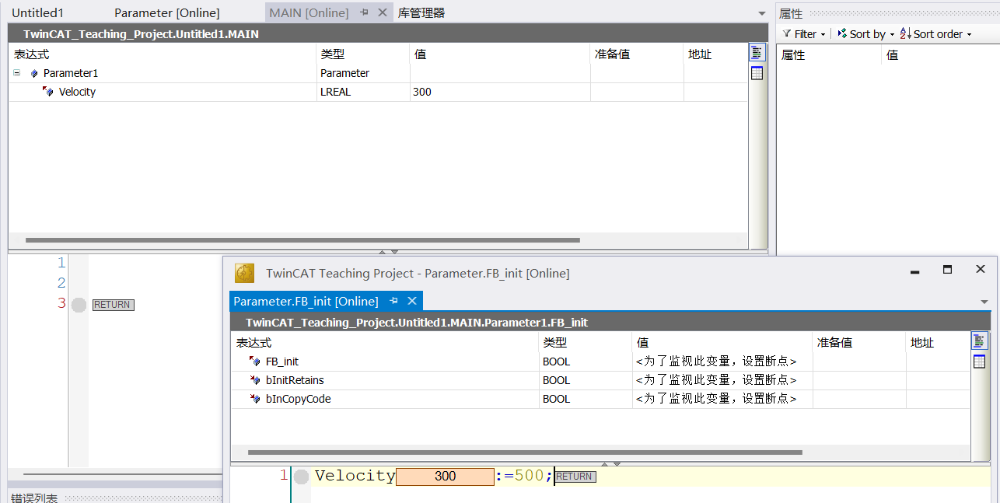 Untitled1 Parameter [Online] MAIN [Online] 库管理器
属性
TwinCAT_Teaching_Project.Untitled1.MAIN
Filter Sort by Sort order
表达式 类型 值 准备值 地址
属性 值
Parameter1 Parameter
Velocity LREAL 300
1
2
3 RETURN
TwinCAT Teaching Project - Parameter.FB_init [Online]
Parameter.FB_init [Online]
TwinCAT_Teaching_Project.Untitled1.MAIN.Parameter1.FB_init
表达式 类型 值 准备值 地址
FB_init BOOL <为了监视此变量，设置断点>
bInitRetains BOOL <为了监视此变量，设置断点>
bInCopyCode BOOL <为了监视此变量，设置断点>
1 Velocity 300 :=500; RETURN
错误列表